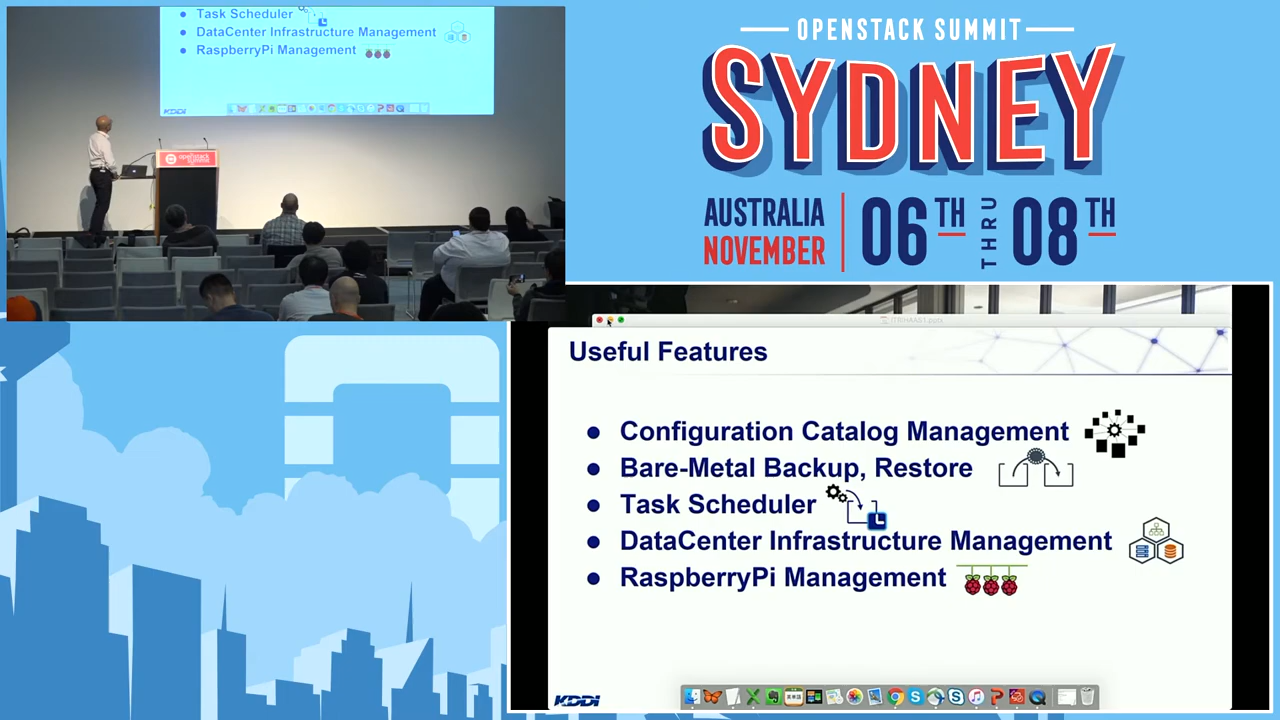 Task Scheduler
DataCenter Infrastructure Management
RaspberryPi Management
KDDI
openstack
summit
OPENSTACK SUMMIT
SYDNEY
AUSTRALIA
NOVEMBER
06TH
THRU
08TH
Useful Features
● Configuration Catalog Management
● Bare-Metal Backup, Restore
● Task Scheduler
● DataCenter Infrastructure Management
● RaspberryPi Management
KDDI